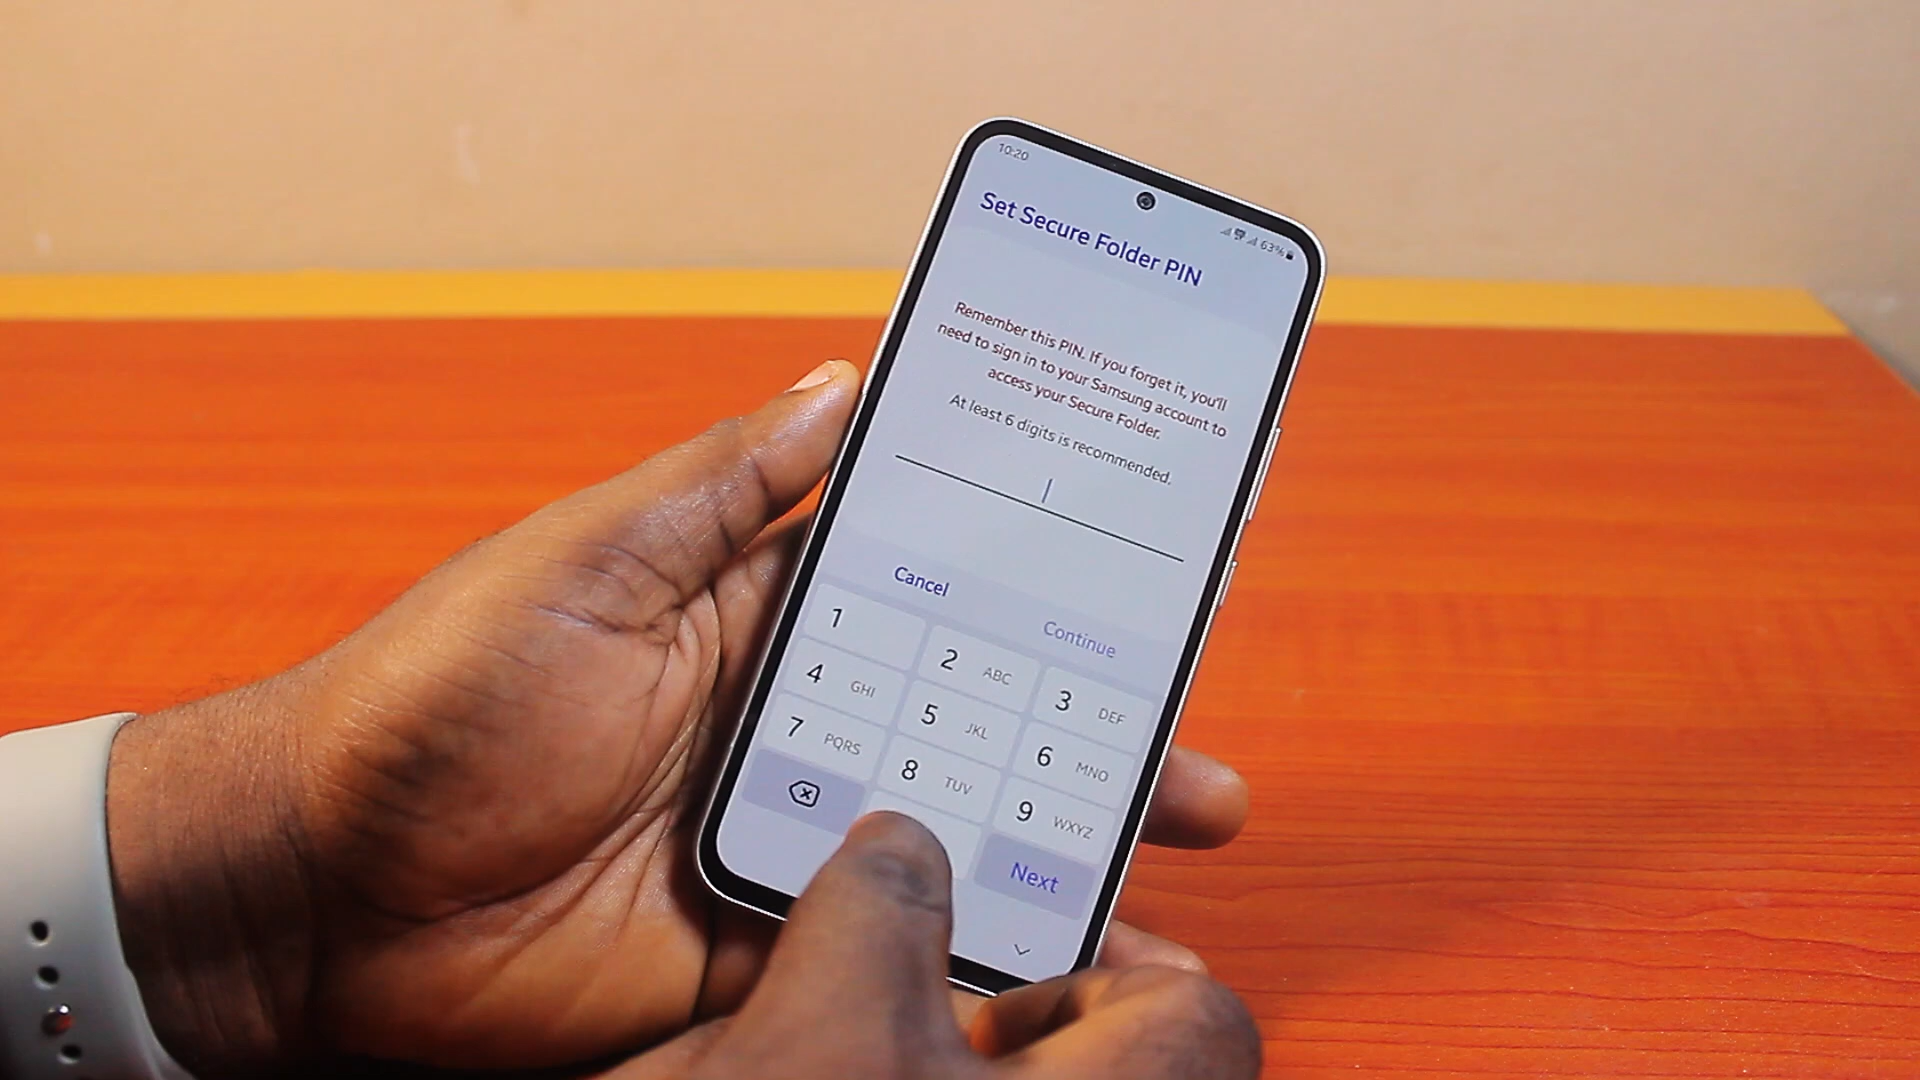 10:20
63%
Set Secure Folder PIN
Remember this PIN. If you forget it, you'll
need to sign in to your Samsung account to
access your Secure Folder.
At least 6 digits is recommended.
Cancel
Continue
1
2 ABC
3 DEF
4 GHI
5 JKL
6 MNO
7 PQRS
8 TUV
9 WXYZ
Next